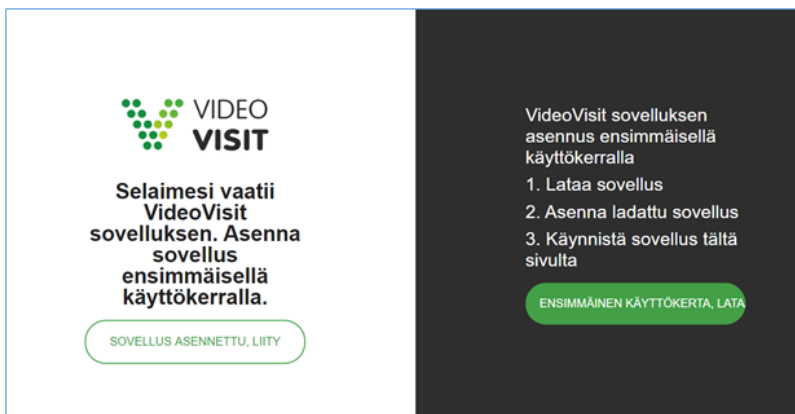 VIDEO
VISIT
Selaimesi vaatii
VideoVisit
sovelluksen. Asenna
sovellus
ensimmäisellä
käyttökerralla.
SOVELLUS ASENNETTU, LIITY
VideoVisit sovelluksen
asennus ensimmäisellä
käyttökerralla
1. Lataa sovellus
2. Asenna ladattu sovellus
3. Käynnistä sovellus tältä
sivulta
ENSIMMÄINEN KÄYTTÖKERTA, LATA